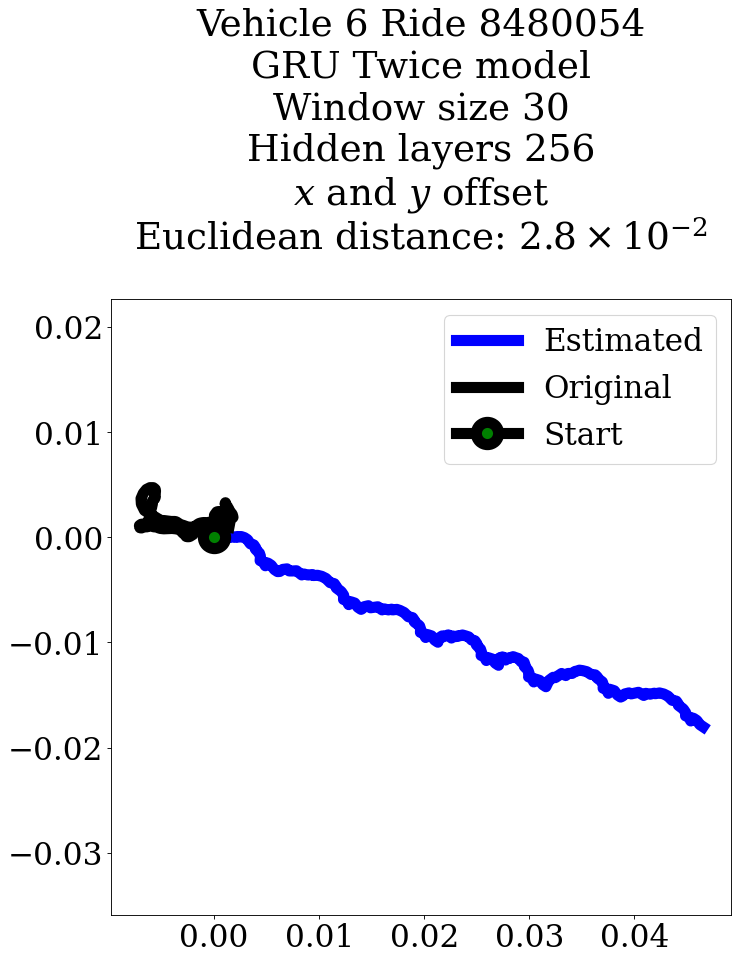 Vehicle 6 Ride 8480054
GRU Twice model
Window size 30
Hidden layers 256
x and y offset
Euclidean distance: 2.8 × 10⁻²
Estimated
Original
Start
0.02
0.01
0.00
−0.01
−0.02
−0.03
0.00 0.01 0.02 0.03 0.04